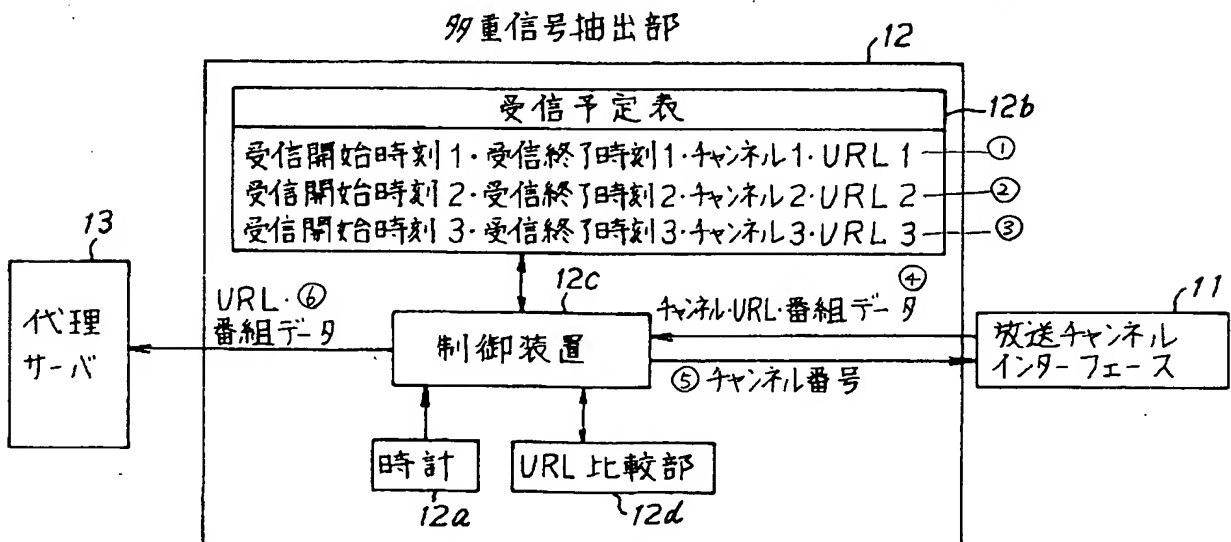 多重信号抽出部
12
受信予定表
12b
受信開始時刻1・受信終了時刻1・チャンネル1・URL1
①
受信開始時刻2・受信終了時刻2・チャンネル2・URL2
②
受信開始時刻3・受信終了時刻3・チャンネル3・URL3
③
13
代理
サーバ
URL・⑥
番組データ
12c
制御装置
④
チャンネル・URL・番組データ
⑤チャンネル番号
11
放送チャンネル
インターフェース
時計
12a
URL比較部
12d